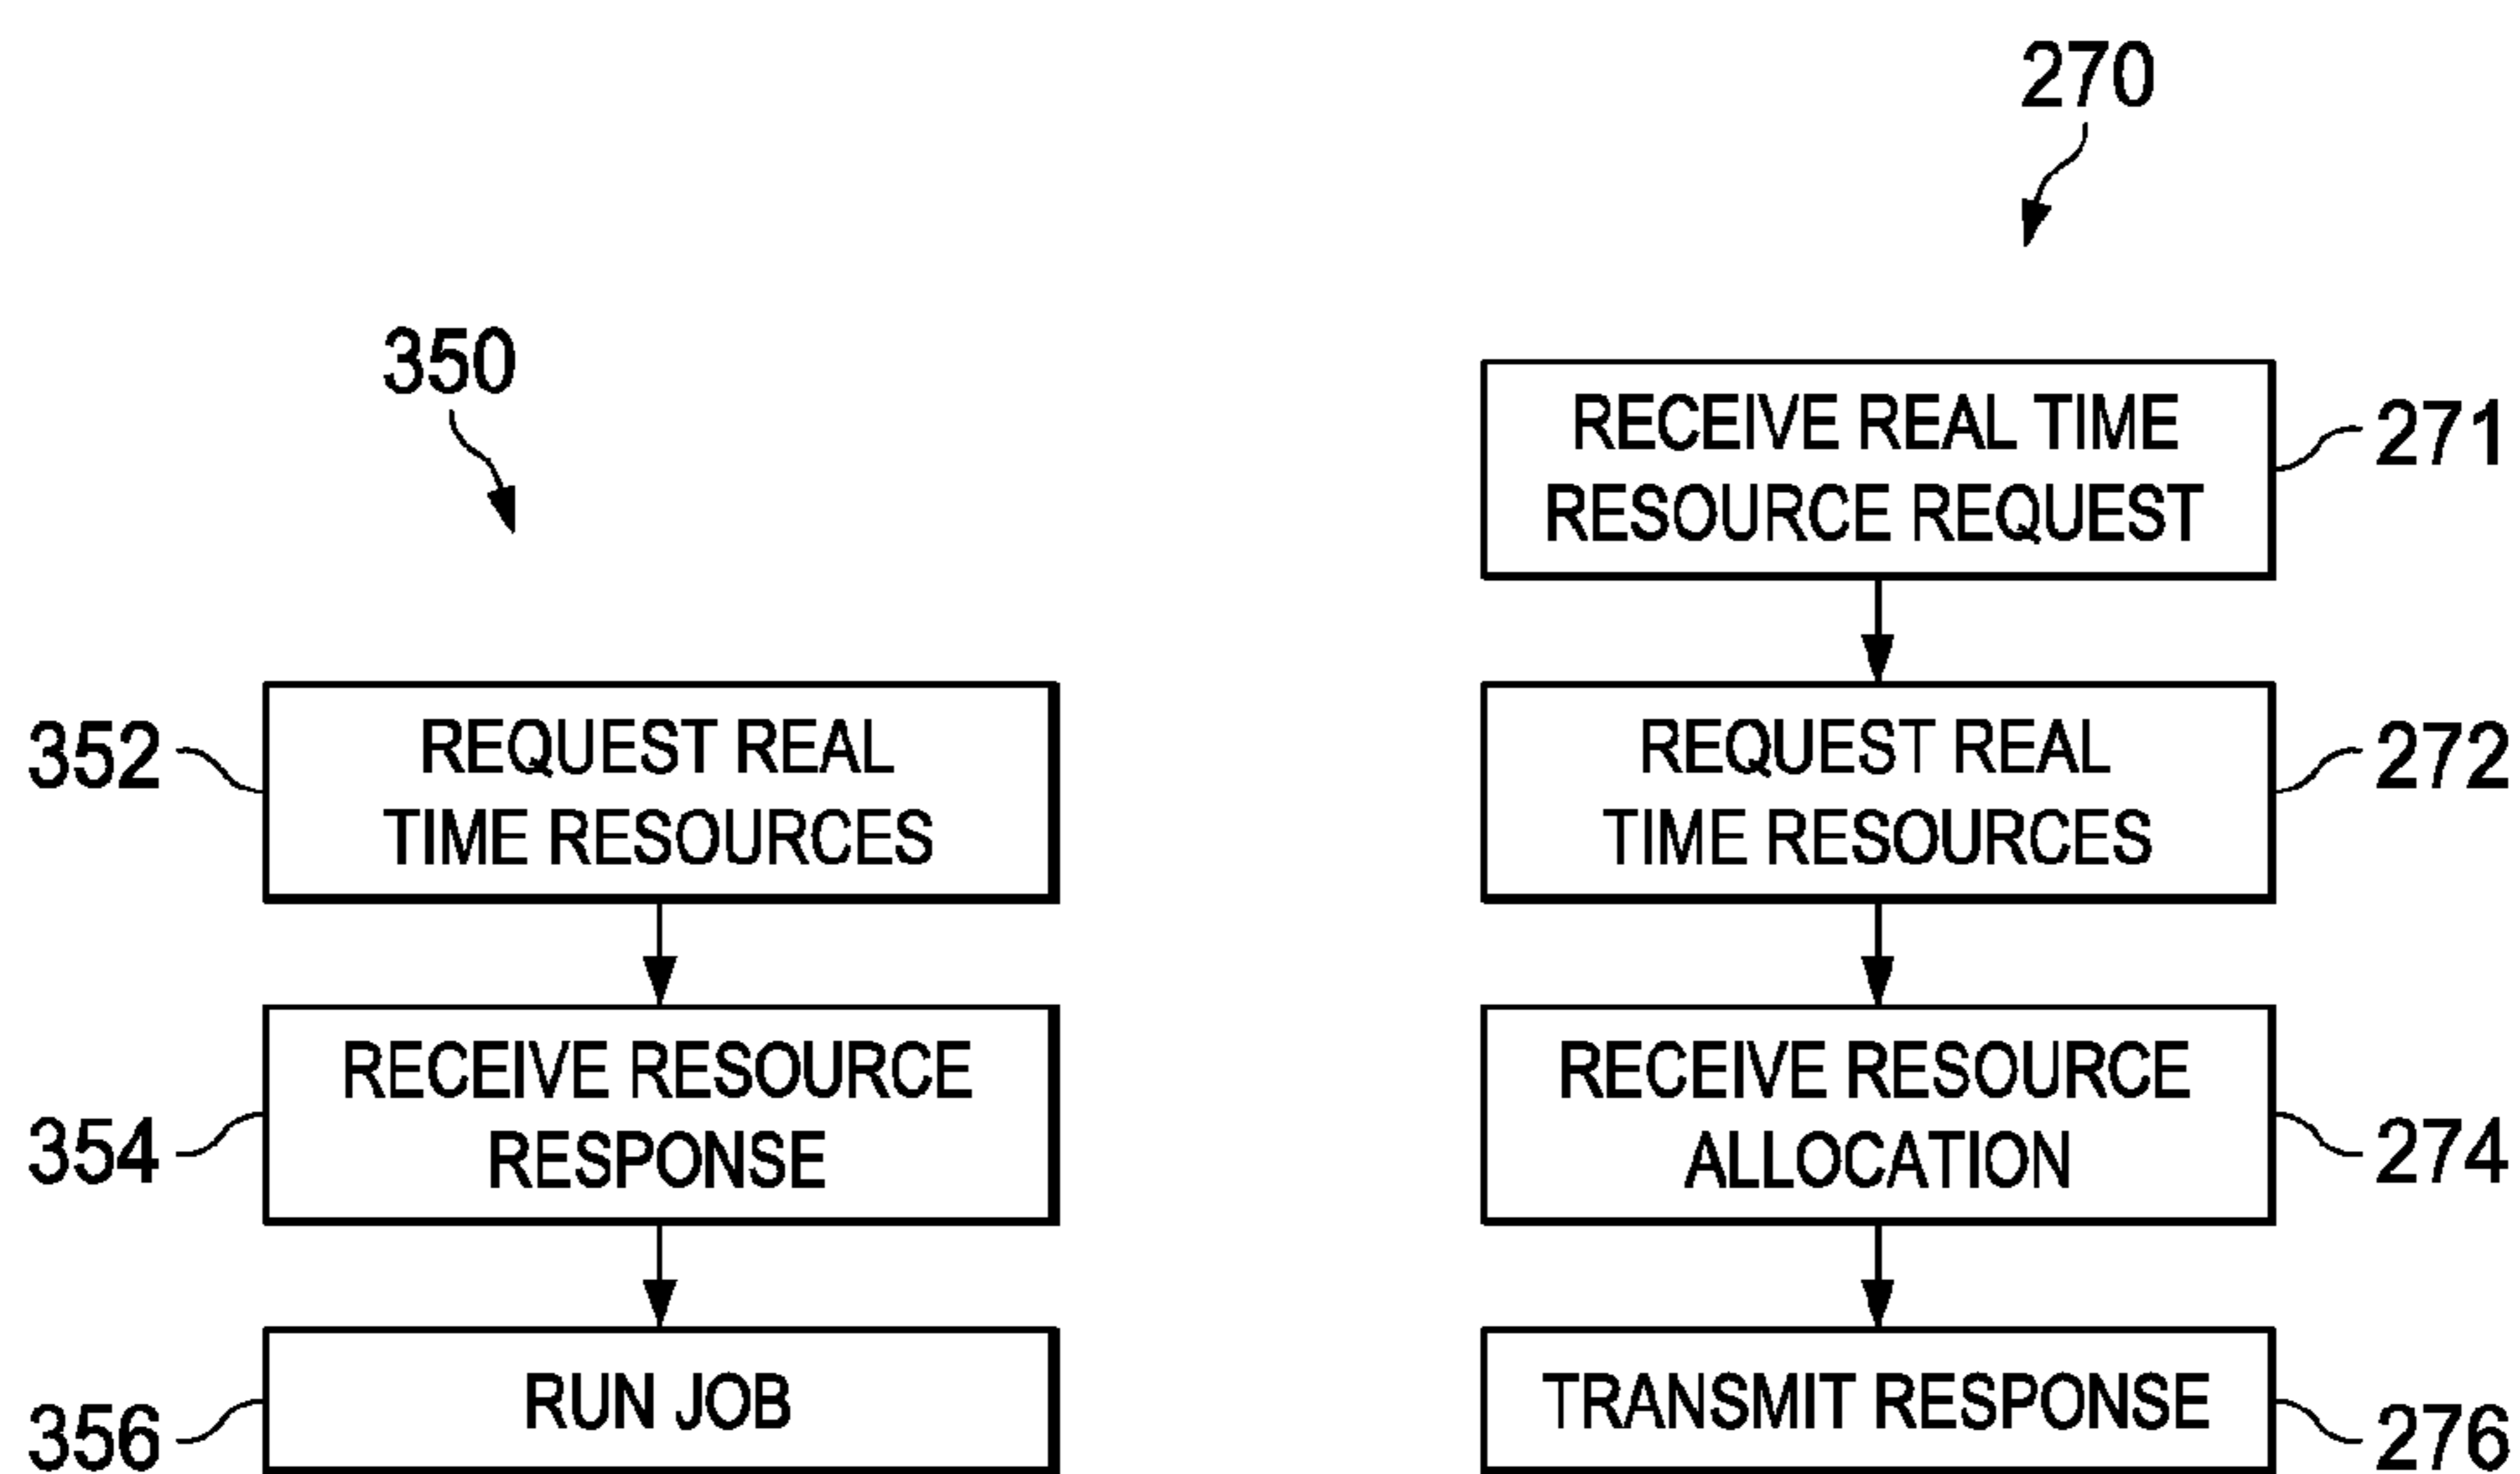 350
352
REQUEST REAL
TIME RESOURCES
354
RECEIVE RESOURCE
RESPONSE
356
RUN JOB
270
RECEIVE REAL TIME
RESOURCE REQUEST
271
REQUEST REAL
TIME RESOURCES
272
RECEIVE RESOURCE
ALLOCATION
274
TRANSMIT RESPONSE
276